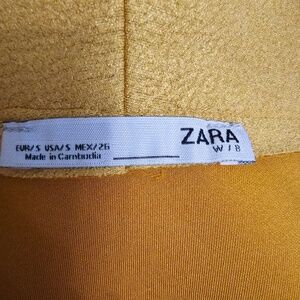 ZARA
W / B
EUR/S USA/S MEX/26
Made in Cambodia